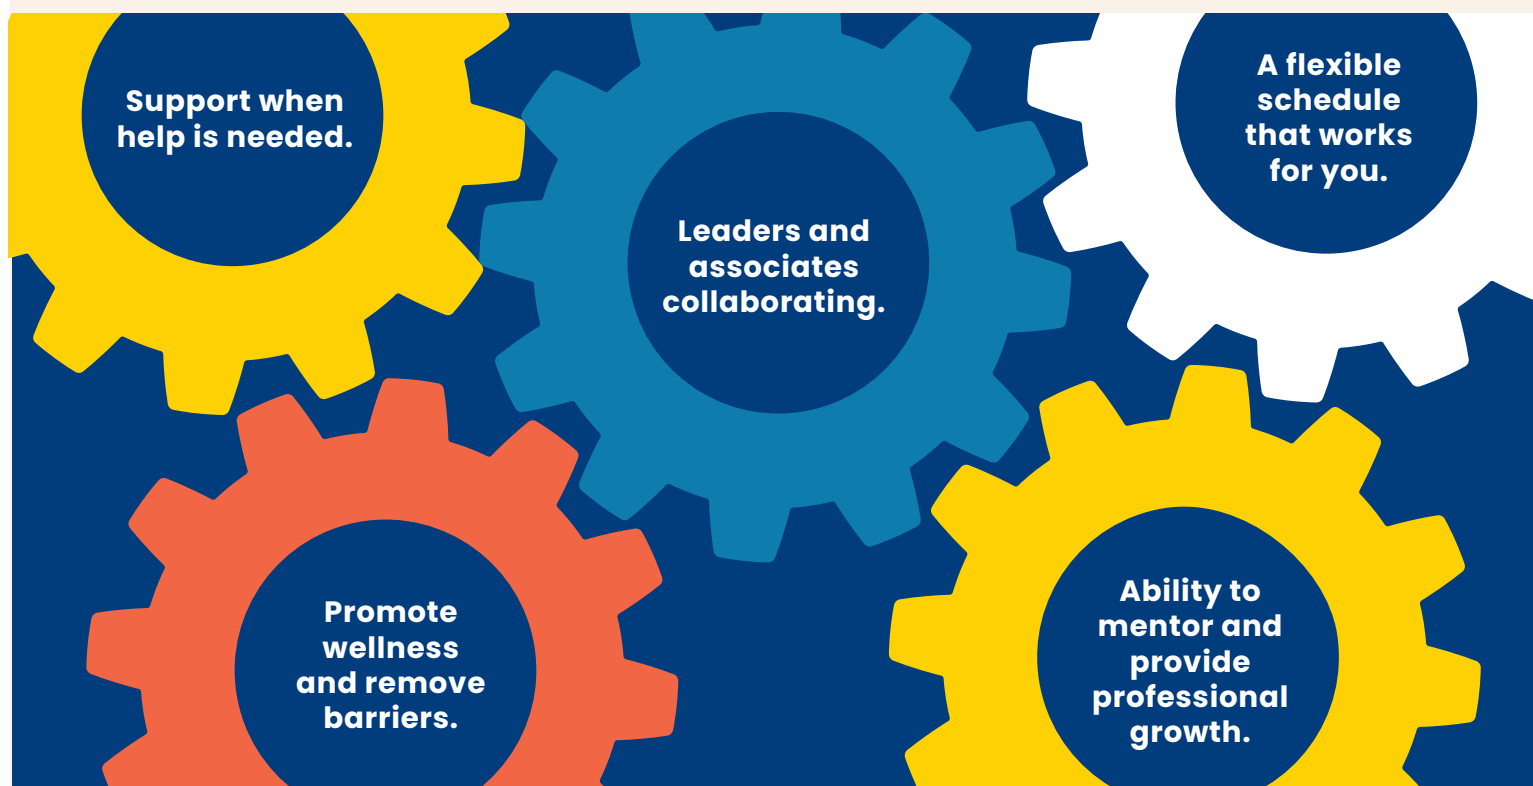 Support when
help is needed.
Leaders and
associates
collaborating.
A flexible
schedule
that works
for you.
Promote
wellness
and remove
barriers.
Ability to
mentor and
provide
professional
growth.